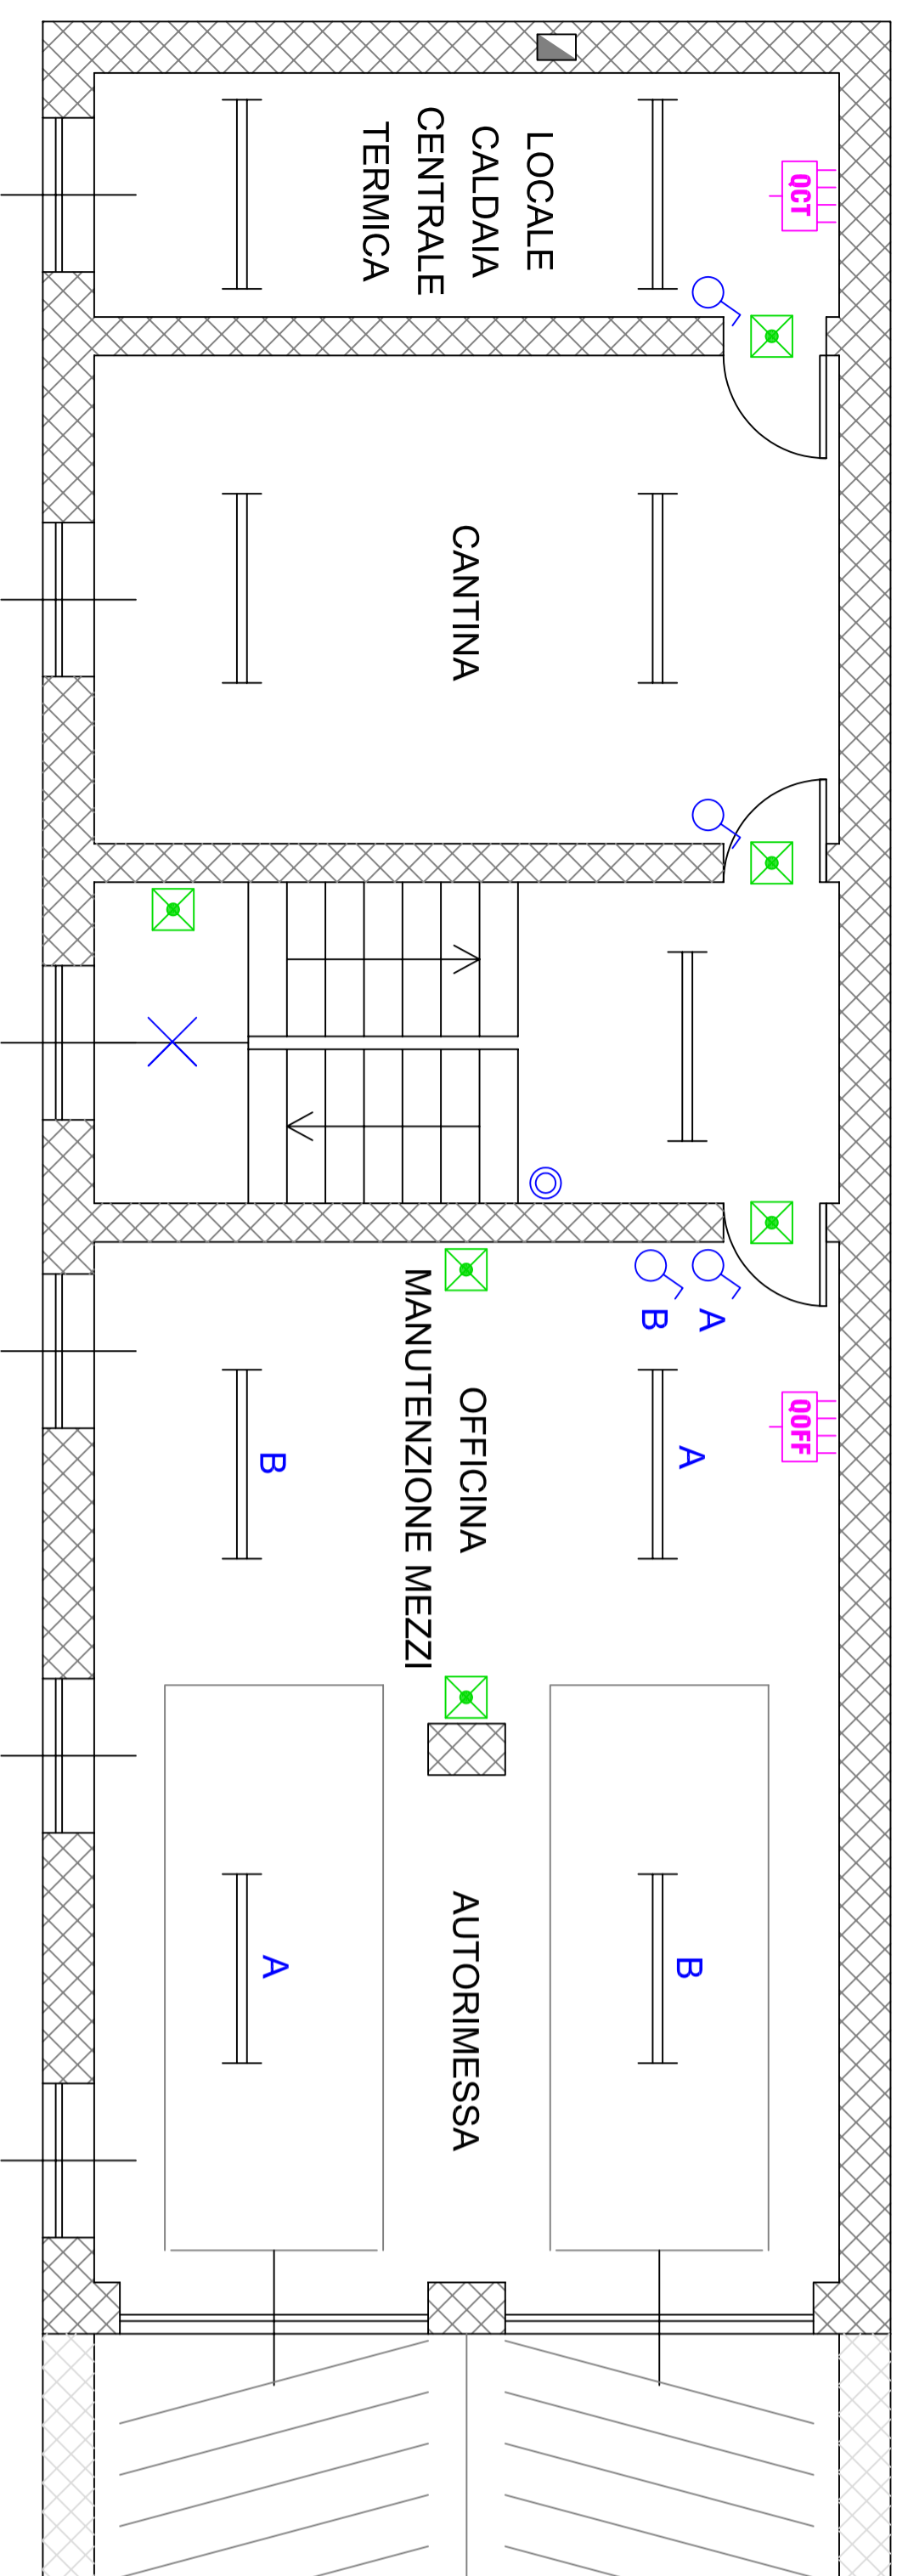 LOCALE
CALDAIA
CENTRALE
TERMICA
QCT
CANTINA
A
B
QOFF
OFFICINA
MANUTENZIONE MEZZI
A
B
AUTORIMESSA
B
A